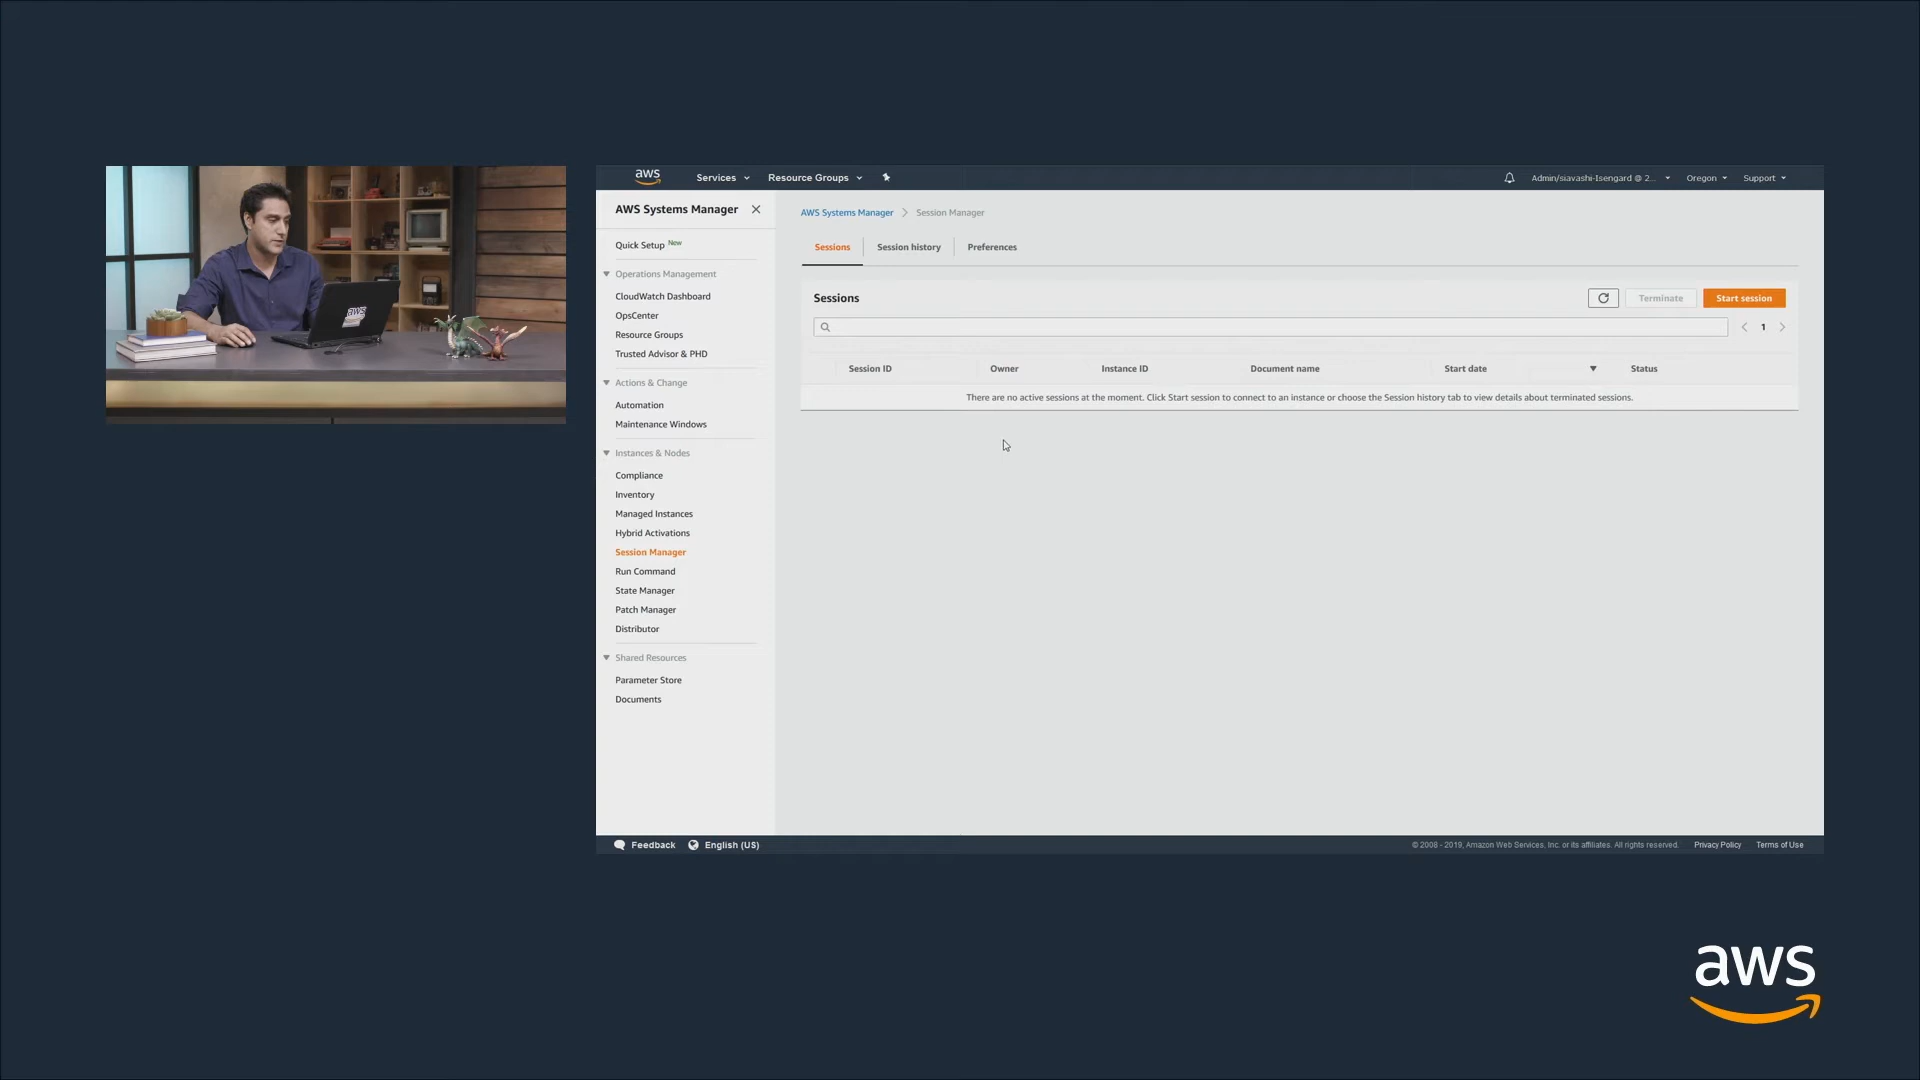 aws
aws Services Resource Groups Admin/siavashi-Isengard @ 2... Oregon Support
AWS Systems Manager
Quick Setup New
Operations Management
CloudWatch Dashboard
OpsCenter
Resource Groups
Trusted Advisor & PHD
Actions & Change
Automation
Maintenance Windows
Instances & Nodes
Compliance
Inventory
Managed Instances
Hybrid Activations
Session Manager
Run Command
State Manager
Patch Manager
Distributor
Shared Resources
Parameter Store
Documents
AWS Systems Manager > Session Manager
Sessions Session history Preferences
Sessions Terminate Start session
1
Session ID Owner Instance ID Document name Start date Status
There are no active sessions at the moment. Click Start session to connect to an instance or choose the Session history tab to view details about terminated sessions.
Feedback English (US) © 2008 - 2019, Amazon Web Services, Inc. or its affiliates. All rights reserved. Privacy Policy Terms of Use
aws